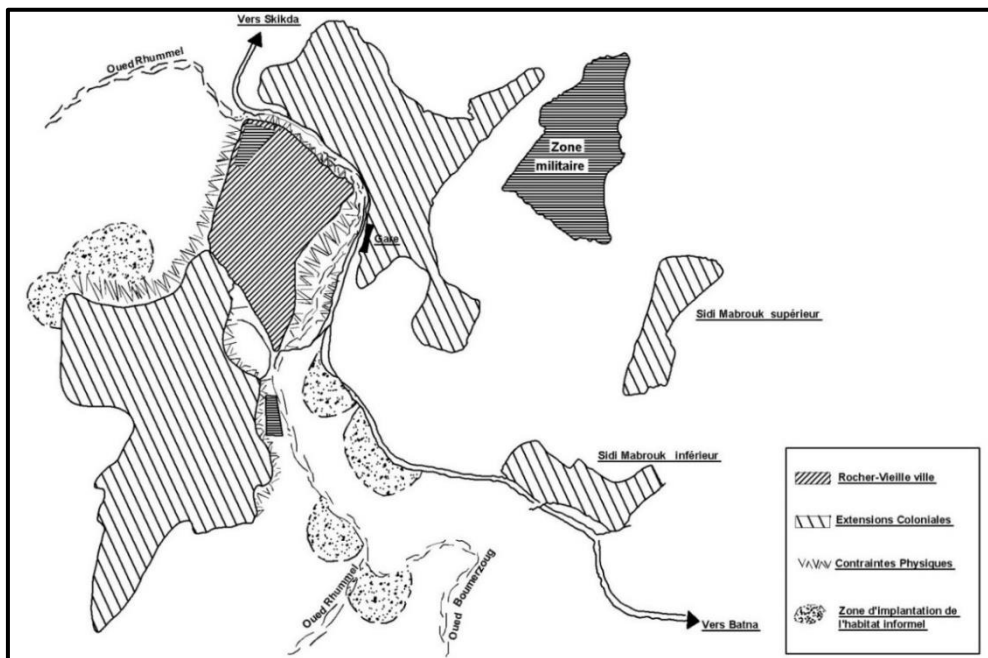 Vers Skikda
Oued Rhummel
Zone
militaire
Gare
Sidi Mabrouk supérieur
Sidi Mabrouk inférieur
Oued Rhummel
Oued Boumerzoug
Vers Batna
Rocher-Vieille ville
Extensions Coloniales
Contraintes Physiques
Zone d'implantation de
l'habitat informel